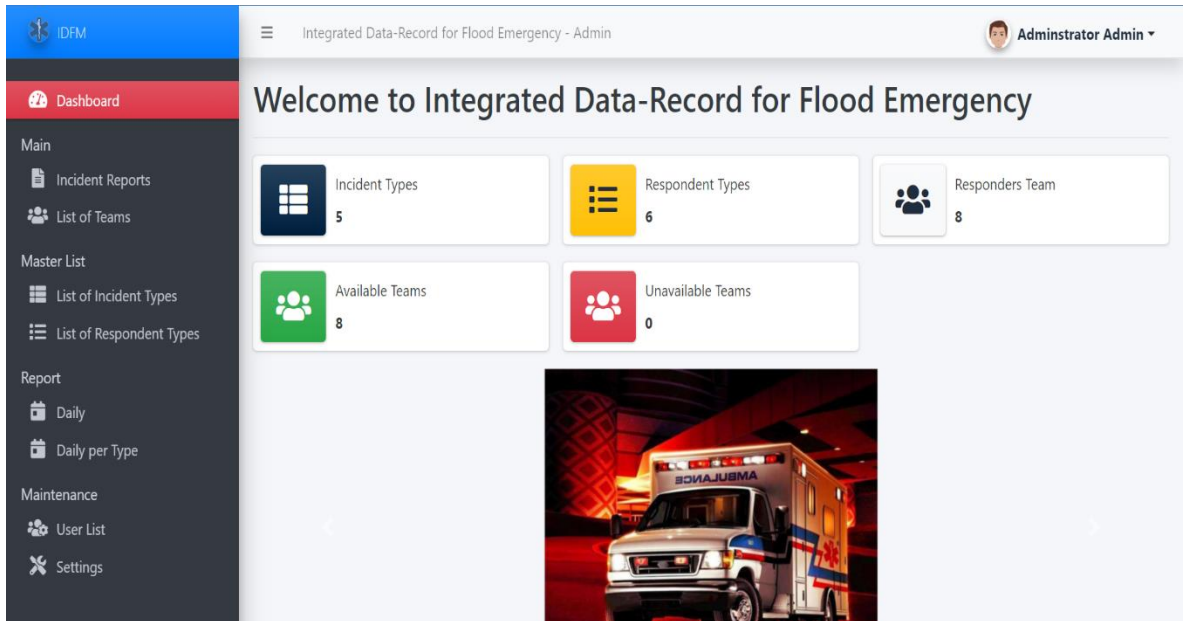 IDFM
Integrated Data-Record for Flood Emergency - Admin
Adminstrator Admin
Dashboard
Main
Incident Reports
List of Teams
Master List
List of Incident Types
List of Respondent Types
Report
Daily
Daily per Type
Maintenance
User List
Settings
Welcome to Integrated Data-Record for Flood Emergency
Incident Types
5
Respondent Types
6
Responders Team
8
Available Teams
8
Unavailable Teams
0
AMBULANCE